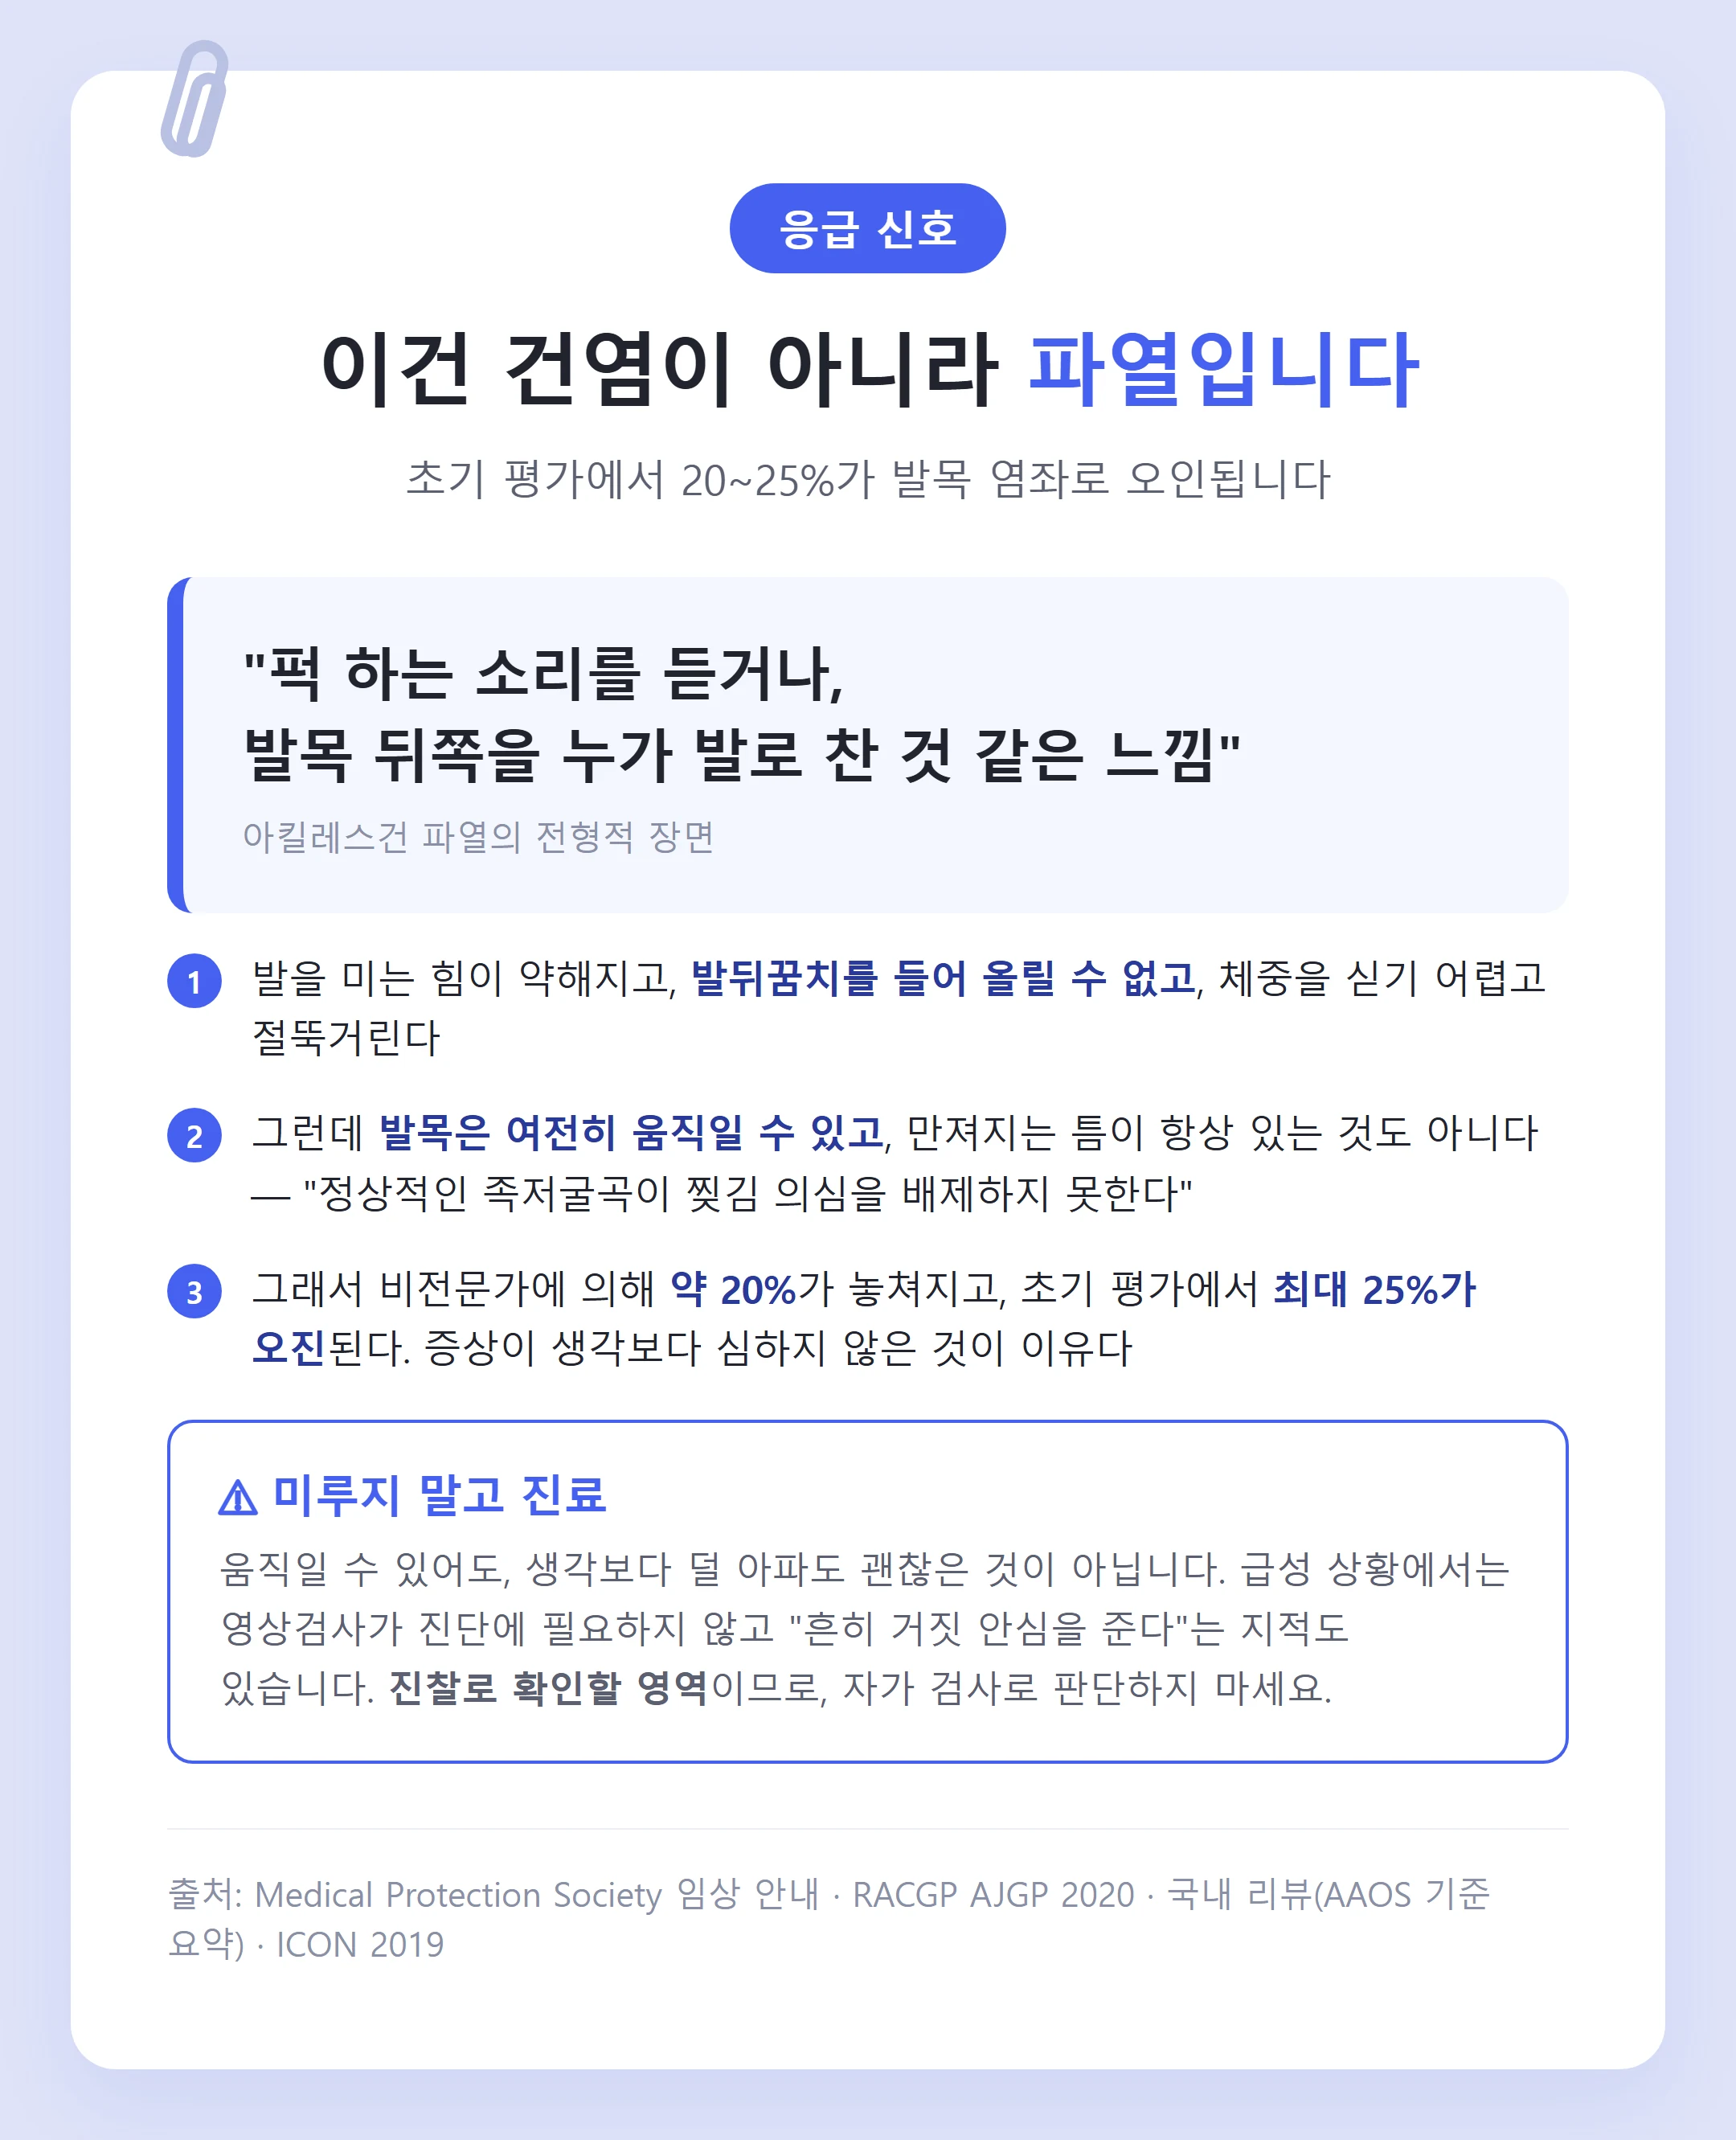 응급 신호
이건 건염이 아니라 파열입니다
초기 평가에서 20~25%가 발목 염좌로 오인됩니다
"퍽 하는 소리를 듣거나,
발목 뒤쪽을 누가 발로 찬 것 같은 느낌"
아킬레스건 파열의 전형적 장면
1 발을 미는 힘이 약해지고, 발뒤꿈치를 들어 올릴 수 없고, 체중을 싣기 어렵고
절뚝거린다
2 그런데 발목은 여전히 움직일 수 있고, 만져지는 틈이 항상 있는 것도 아니다
— "정상적인 족저굴곡이 찢김 의심을 배제하지 못한다"
3 그래서 비전문가에 의해 약 20%가 놓쳐지고, 초기 평가에서 최대 25%가
오진된다. 증상이 생각보다 심하지 않은 것이 이유다
⚠ 미루지 말고 진료
움직일 수 있어도, 생각보다 덜 아파도 괜찮은 것이 아닙니다. 급성 상황에서는
영상검사가 진단에 필요하지 않고 "흔히 거짓 안심을 준다"는 지적도
있습니다. 진찰로 확인할 영역이므로, 자가 검사로 판단하지 마세요.
출처: Medical Protection Society 임상 안내 · RACGP AJGP 2020 · 국내 리뷰(AAOS 기준
요약) · ICON 2019